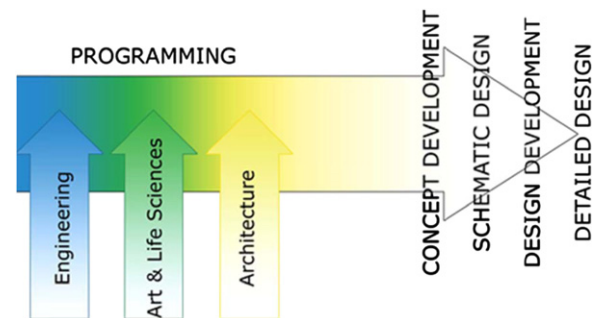 PROGRAMMING
Engineering
Art & Life Sciences
Architecture
CONCEPT DEVELOPMENT
SCHEMATIC DESIGN
DESIGN DEVELOPMENT
DETAILED DESIGN